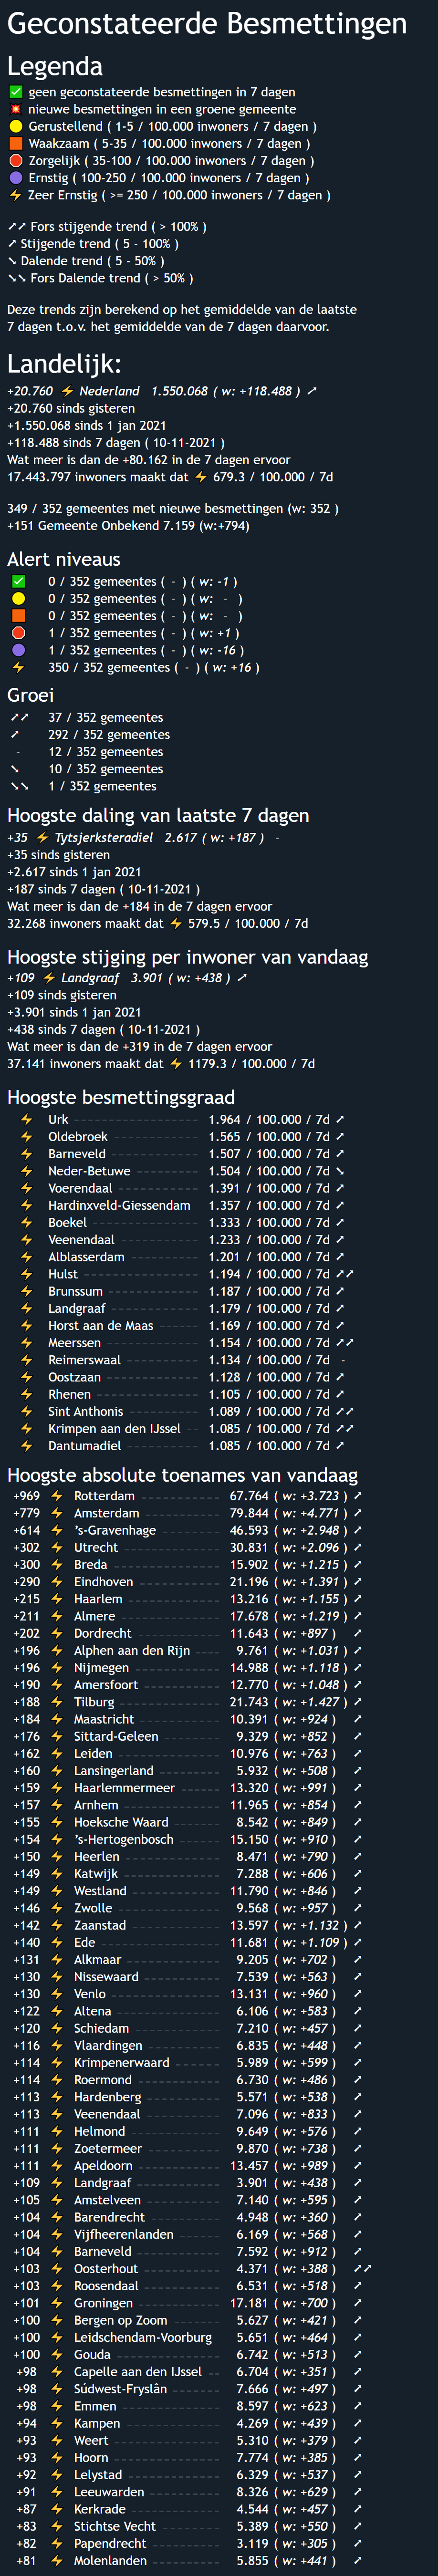 Geconstateerde Besmettingen
Legenda
✅ geen geconstateerde besmettingen in 7 dagen
💥 nieuwe besmettingen in een groene gemeente
🟡 Gerustellend ( 1-5 / 100.000 inwoners / 7 dagen )
🟧 Waakzaam ( 5-35 / 100.000 inwoners / 7 dagen )
🛑 Zorgelijk ( 35-100 / 100.000 inwoners / 7 dagen )
🟣 Ernstig ( 100-250 / 100.000 inwoners / 7 dagen )
⚡ Zeer Ernstig ( >= 250 / 100.000 inwoners / 7 dagen )
➚➚ Fors stijgende trend ( > 100% )
➚ Stijgende trend ( 5 - 100% )
➘ Dalende trend ( 5 - 50% )
➘➘ Fors Dalende trend ( > 50% )
Deze trends zijn berekend op het gemiddelde van de laatste
7 dagen t.o.v. het gemiddelde van de 7 dagen daarvoor.
Landelijk:
+20.760 ⚡ Nederland 1.550.068 ( w: +118.488 ) ➚
+20.760 sinds gisteren
+1.550.068 sinds 1 jan 2021
+118.488 sinds 7 dagen ( 10-11-2021 )
Wat meer is dan de +80.162 in de 7 dagen ervoor
17.443.797 inwoners maakt dat ⚡ 679.3 / 100.000 / 7d
349 / 352 gemeentes met nieuwe besmettingen (w: 352 )
+151 Gemeente Onbekend 7.159 (w:+794)
Alert niveaus
✅ 0 / 352 gemeentes ( - ) ( w: -1 )
🟡 0 / 352 gemeentes ( - ) ( w: - )
🟧 0 / 352 gemeentes ( - ) ( w: - )
🛑 1 / 352 gemeentes ( - ) ( w: +1 )
🟣 1 / 352 gemeentes ( - ) ( w: -16 )
⚡ 350 / 352 gemeentes ( - ) ( w: +16 )
Groei
➚➚ 37 / 352 gemeentes
➚ 292 / 352 gemeentes
- 12 / 352 gemeentes
➘ 10 / 352 gemeentes
➘➘ 1 / 352 gemeentes
Hoogste daling van laatste 7 dagen
+35 ⚡ Tytsjerksteradiel 2.617 ( w: +187 ) -
+35 sinds gisteren
+2.617 sinds 1 jan 2021
+187 sinds 7 dagen ( 10-11-2021 )
Wat meer is dan de +184 in de 7 dagen ervoor
32.268 inwoners maakt dat ⚡ 579.5 / 100.000 / 7d
Hoogste stijging per inwoner van vandaag
+109 ⚡ Landgraaf 3.901 ( w: +438 ) ➚
+109 sinds gisteren
+3.901 sinds 1 jan 2021
+438 sinds 7 dagen ( 10-11-2021 )
Wat meer is dan de +319 in de 7 dagen ervoor
37.141 inwoners maakt dat ⚡ 1179.3 / 100.000 / 7d
Hoogste besmettingsgraad
⚡ Urk 1.964 / 100.000 / 7d ➚
⚡ Oldebroek 1.565 / 100.000 / 7d ➚
⚡ Barneveld 1.507 / 100.000 / 7d ➚
⚡ Neder-Betuwe 1.504 / 100.000 / 7d ➘
⚡ Voerendaal 1.391 / 100.000 / 7d ➚
⚡ Hardinxveld-Giessendam 1.357 / 100.000 / 7d ➚
⚡ Boekel 1.333 / 100.000 / 7d ➚
⚡ Veenendaal 1.233 / 100.000 / 7d ➚
⚡ Alblasserdam 1.201 / 100.000 / 7d ➚
⚡ Hulst 1.194 / 100.000 / 7d ➚➚
⚡ Brunssum 1.187 / 100.000 / 7d ➚
⚡ Landgraaf 1.179 / 100.000 / 7d ➚
⚡ Horst aan de Maas 1.169 / 100.000 / 7d ➚
⚡ Meerssen 1.154 / 100.000 / 7d ➚➚
⚡ Reimerswaal 1.134 / 100.000 / 7d -
⚡ Oostzaan 1.128 / 100.000 / 7d ➚
⚡ Rhenen 1.105 / 100.000 / 7d ➚
⚡ Sint Anthonis 1.089 / 100.000 / 7d ➚➚
⚡ Krimpen aan den IJssel 1.085 / 100.000 / 7d ➚➚
⚡ Dantumadiel 1.085 / 100.000 / 7d ➚
Hoogste absolute toenames van vandaag
+969 ⚡ Rotterdam 67.764 ( w: +3.723 ) ➚
+779 ⚡ Amsterdam 79.844 ( w: +4.771 ) ➚
+614 ⚡ ’s-Gravenhage 46.593 ( w: +2.948 ) ➚
+302 ⚡ Utrecht 30.831 ( w: +2.096 ) ➚
+300 ⚡ Breda 15.902 ( w: +1.215 ) ➚
+290 ⚡ Eindhoven 21.196 ( w: +1.391 ) ➚
+215 ⚡ Haarlem 13.216 ( w: +1.155 ) ➚
+211 ⚡ Almere 17.678 ( w: +1.219 ) ➚
+202 ⚡ Dordrecht 11.643 ( w: +897 ) ➚
+196 ⚡ Alphen aan den Rijn 9.761 ( w: +1.031 ) ➚
+196 ⚡ Nijmegen 14.988 ( w: +1.118 ) ➚
+190 ⚡ Amersfoort 12.770 ( w: +1.048 ) ➚
+188 ⚡ Tilburg 21.743 ( w: +1.427 ) ➚
+184 ⚡ Maastricht 10.391 ( w: +924 ) ➚
+176 ⚡ Sittard-Geleen 9.329 ( w: +852 ) ➚
+162 ⚡ Leiden 10.976 ( w: +763 ) ➚
+160 ⚡ Lansingerland 5.932 ( w: +508 ) ➚
+159 ⚡ Haarlemmermeer 13.320 ( w: +991 ) ➚
+157 ⚡ Arnhem 11.965 ( w: +854 ) ➚
+155 ⚡ Hoeksche Waard 8.542 ( w: +849 ) ➚
+154 ⚡ ’s-Hertogenbosch 15.150 ( w: +910 ) ➚
+150 ⚡ Heerlen 8.471 ( w: +790 ) ➚
+149 ⚡ Katwijk 7.288 ( w: +606 ) ➚
+149 ⚡ Westland 11.790 ( w: +846 ) ➚
+146 ⚡ Zwolle 9.568 ( w: +957 ) ➚
+142 ⚡ Zaanstad 13.597 ( w: +1.132 ) ➚
+140 ⚡ Ede 11.681 ( w: +1.109 ) ➚
+131 ⚡ Alkmaar 9.205 ( w: +702 ) ➚
+130 ⚡ Nissewaard 7.539 ( w: +563 ) ➚
+130 ⚡ Venlo 13.131 ( w: +960 ) ➚
+122 ⚡ Altena 6.106 ( w: +583 ) ➚
+120 ⚡ Schiedam 7.210 ( w: +457 ) ➚
+116 ⚡ Vlaardingen 6.835 ( w: +448 ) ➚
+114 ⚡ Krimpenerwaard 5.989 ( w: +599 ) ➚
+114 ⚡ Roermond 6.730 ( w: +486 ) ➚
+113 ⚡ Hardenberg 5.571 ( w: +538 ) ➚
+113 ⚡ Veenendaal 7.096 ( w: +833 ) ➚
+111 ⚡ Helmond 9.649 ( w: +576 ) ➚
+111 ⚡ Zoetermeer 9.870 ( w: +738 ) ➚
+111 ⚡ Apeldoorn 13.457 ( w: +989 ) ➚
+109 ⚡ Landgraaf 3.901 ( w: +438 ) ➚
+105 ⚡ Amstelveen 7.140 ( w: +595 ) ➚
+104 ⚡ Barendrecht 4.948 ( w: +360 ) ➚
+104 ⚡ Vijfheerenlanden 6.169 ( w: +568 ) ➚
+104 ⚡ Barneveld 7.592 ( w: +912 ) ➚
+103 ⚡ Oosterhout 4.371 ( w: +388 ) ➚➚
+103 ⚡ Roosendaal 6.531 ( w: +518 ) ➚
+101 ⚡ Groningen 17.181 ( w: +700 ) ➚
+100 ⚡ Bergen op Zoom 5.627 ( w: +421 ) ➚
+100 ⚡ Leidschendam-Voorburg 5.651 ( w: +464 ) ➚
+100 ⚡ Gouda 6.742 ( w: +513 ) ➚
+98 ⚡ Capelle aan den IJssel 6.704 ( w: +351 ) ➚
+98 ⚡ Súdwest-Fryslân 7.666 ( w: +497 ) ➚
+98 ⚡ Emmen 8.597 ( w: +623 ) ➚
+94 ⚡ Kampen 4.269 ( w: +439 ) ➚
+93 ⚡ Weert 5.310 ( w: +379 ) ➚
+93 ⚡ Hoorn 7.774 ( w: +385 ) ➚
+92 ⚡ Lelystad 6.329 ( w: +537 ) ➚
+91 ⚡ Leeuwarden 8.326 ( w: +629 ) ➚
+87 ⚡ Kerkrade 4.544 ( w: +457 ) ➚
+83 ⚡ Stichtse Vecht 5.389 ( w: +550 ) ➚
+82 ⚡ Papendrecht 3.119 ( w: +305 ) ➚
+81 ⚡ Molenlanden 5.855 ( w: +441 ) ➚